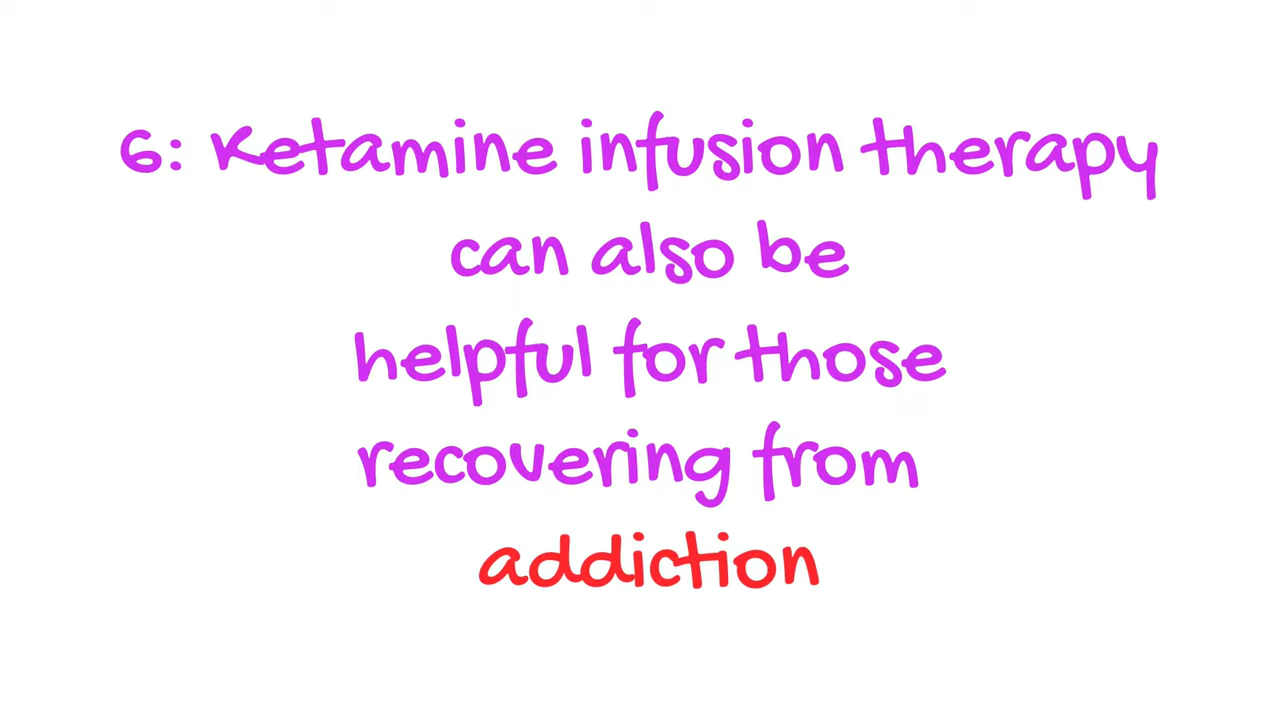 6: Ketamine infusion therapy
can also be
helpful for those
recovering from
addiction